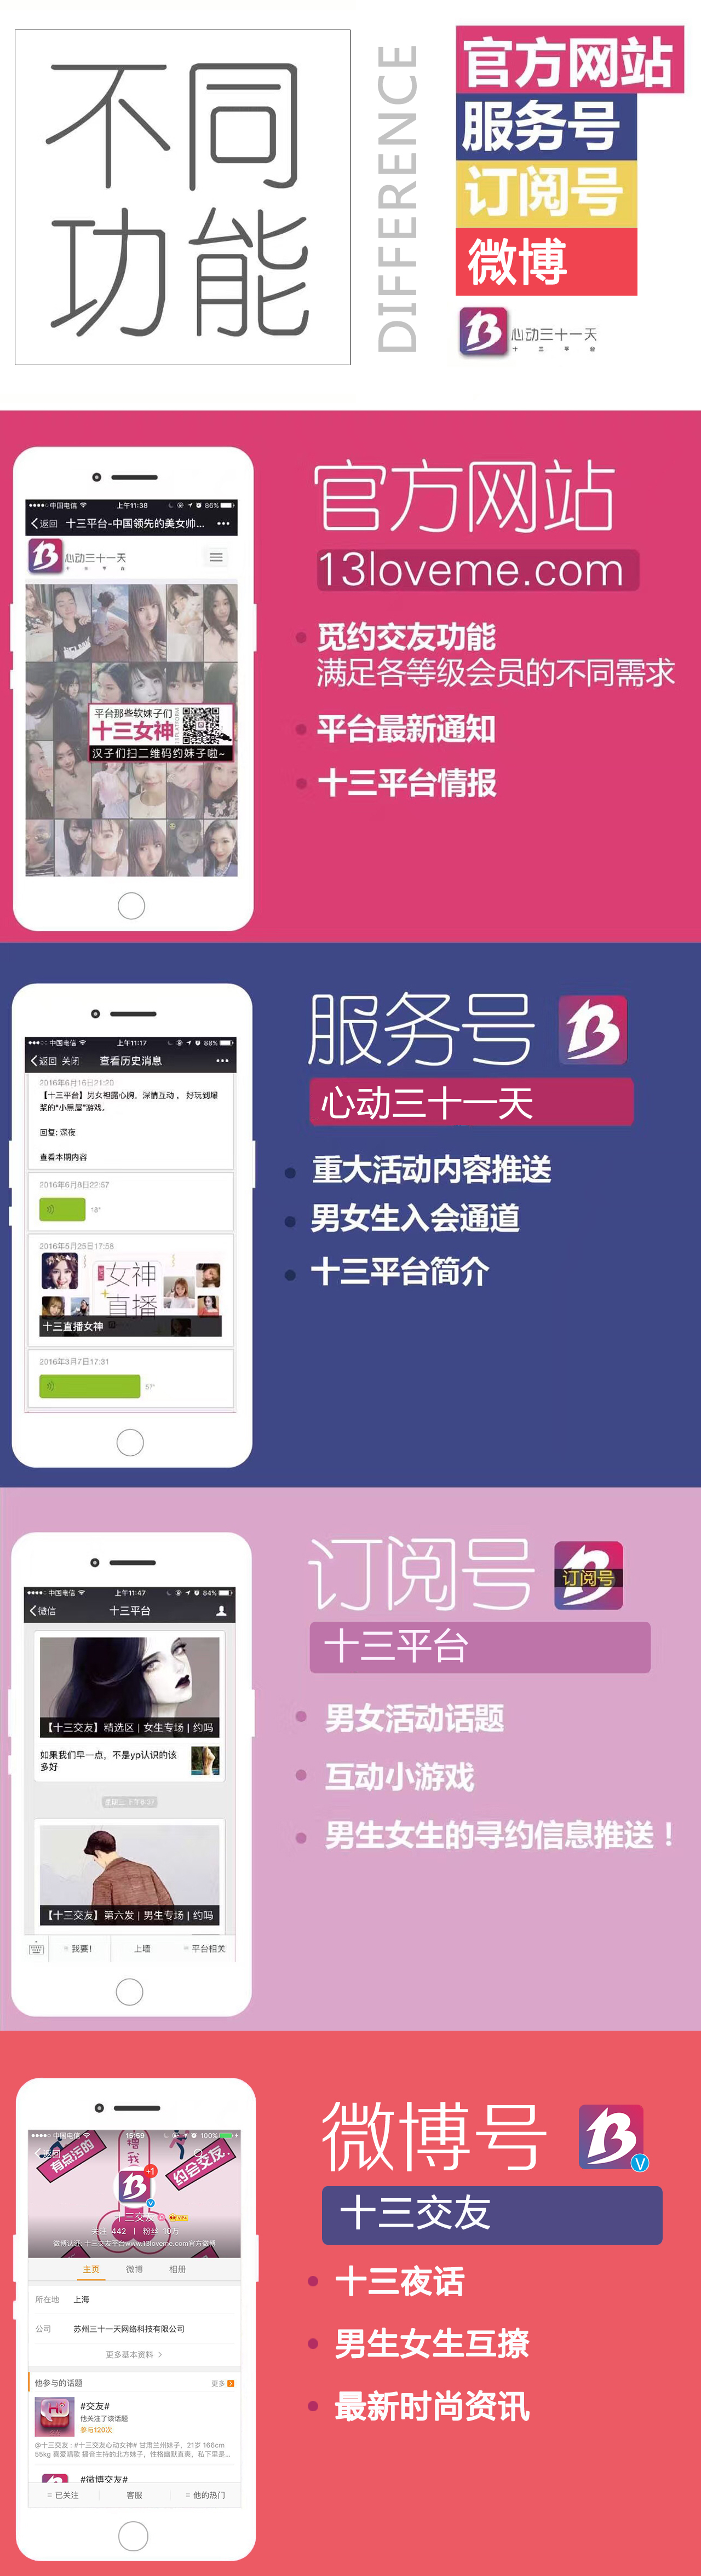 不同
功能
DIFFERENCE
官方网站
服务号
订阅号
微博
心动三十一天
十三平台
中国电信
上午11:38
86%
返回
十三平台-中国领先的美女帅...
心动三十一天
平台那些软妹子们
十三女神
汉子们扫二维码约妹子啦~
官方网站
13loveme.com
觅约交友功能
满足各等级会员的不同需求
平台最新通知
十三平台情报
中国电信
上午11:17
88%
返回 关闭
查看历史消息
2016年6月16日21:20
【十三平台】男女相露心房，深情互动，好玩到尿
浆的“小黑屋”游戏。
回复: 深夜
查看本期内容
2016年6月8日22:57
2016年5月25日17:58
女神
直播
十三直播女神
2016年3月7日17:31
57"
服务号
心动三十一天
重大活动内容推送
男女生入会通道
十三平台简介
中国电信
上午11:47
84%
微信
十三平台
【十三交友】精选区 | 女生专场 | 约吗
如果我们早一点，不是yp认识的该
多好
【十三交友】第六发 | 男生专场 | 约吗
我要!
上墙
平台相关
订阅号
订阅号
十三平台
男女活动话题
互动小游戏
男生女生的寻约信息推送！
中国电信
15:59
100%
返回
有点污的
撸我
约会交友
+1
十三交友
关注 442 | 粉丝 10万
微博认证: 十三交友平台www.13loveme.com官方微博
主页
微博
相册
所在地 上海
公司 苏州三十一天网络科技有限公司
更多基本资料
他参与的话题
更多
Hi
#交友#
他关注了该话题
参与120次
@十三交友 : #十三交友心动女神# 甘肃兰州妹子，21岁 166cm
55kg 喜爱唱歌 播音主持的北方妹子，性格幽默直爽，私下里是...
#微博交友#
已关注
客服
他的热门
微博号
十三交友
十三夜话
男生女生互撩
最新时尚资讯